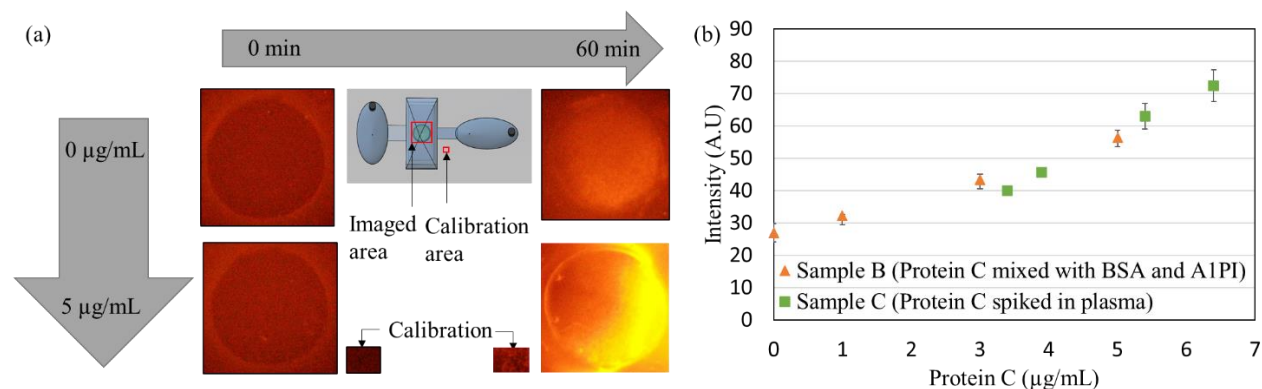 (a)
0 min
60 min
0 µg/mL
5 µg/mL
Imaged
area
Calibration
area
Calibration
(b)
Intensity (A.U)
90
80
70
60
50
40
30
20
10
0
Sample B (Protein C mixed with BSA and A1PI)
Sample C (Protein C spiked in plasma)
0 1 2 3 4 5 6 7
Protein C (µg/mL)